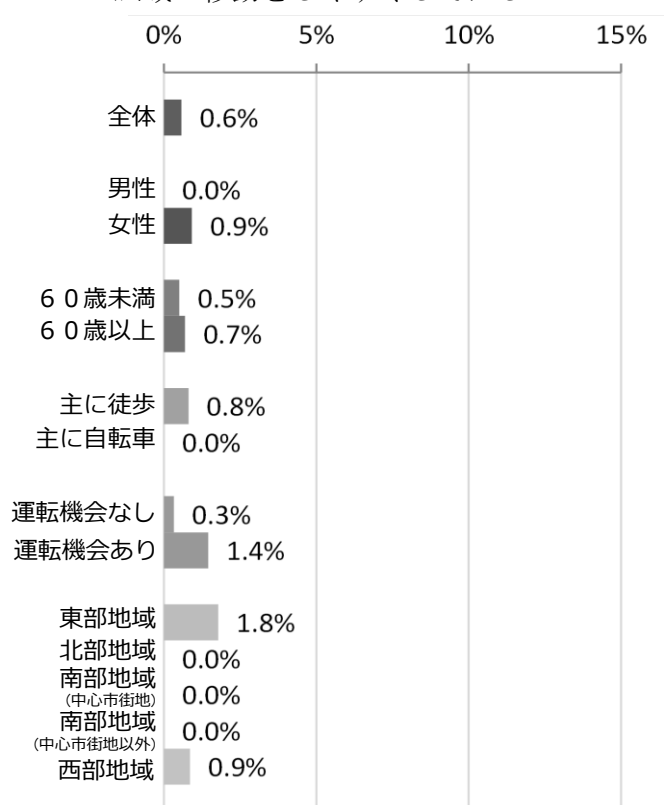 0% 5% 10% 15%
全体 0.6%
男性 0.0%
女性 0.9%
６０歳未満 0.5%
６０歳以上 0.7%
主に徒歩 0.8%
主に自転車 0.0%
運転機会なし 0.3%
運転機会あり 1.4%
東部地域 1.8%
北部地域 0.0%
南部地域
(中心市街地) 0.0%
南部地域
(中心市街地以外) 0.0%
西部地域 0.9%